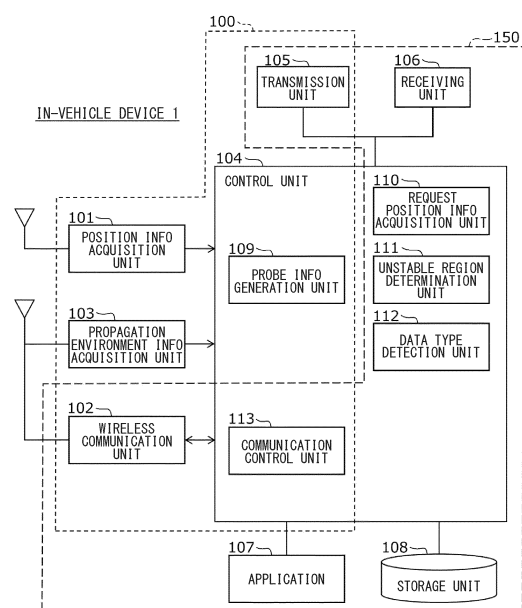 100
150
105
TRANSMISSION
UNIT
106
RECEIVING
UNIT
IN-VEHICLE DEVICE 1
104
CONTROL UNIT
110
REQUEST
POSITION INFO
ACQUISITION UNIT
101
POSITION INFO
ACQUISITION
UNIT
109
PROBE INFO
GENERATION UNIT
111
UNSTABLE REGION
DETERMINATION
UNIT
103
PROPAGATION
ENVIRONMENT INFO
ACQUISITION UNIT
112
DATA TYPE
DETECTION UNIT
102
WIRELESS
COMMUNICATION
UNIT
113
COMMUNICATION
CONTROL UNIT
107
APPLICATION
108
STORAGE UNIT